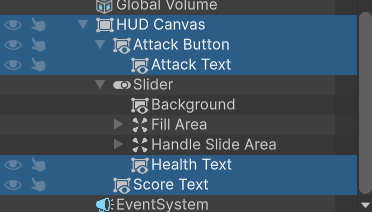 Global Volume
HUD Canvas
Attack Button
Attack Text
Slider
Background
Fill Area
Handle Slide Area
Health Text
Score Text
EventSystem